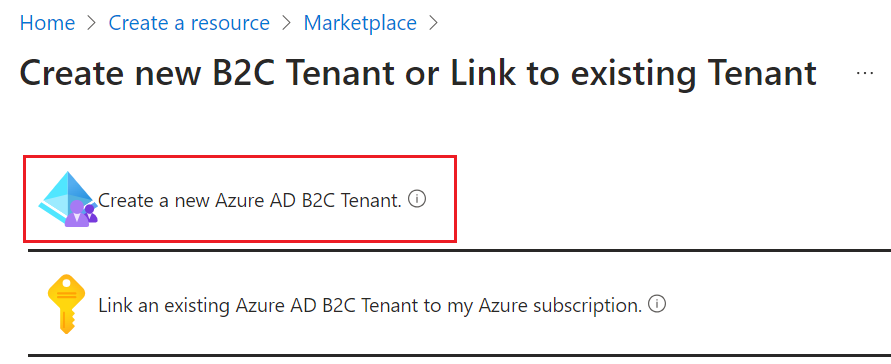 Home > Create a resource > Marketplace >
Create new B2C Tenant or Link to existing Tenant ...
Create a new Azure AD B2C Tenant.
Link an existing Azure AD B2C Tenant to my Azure subscription.